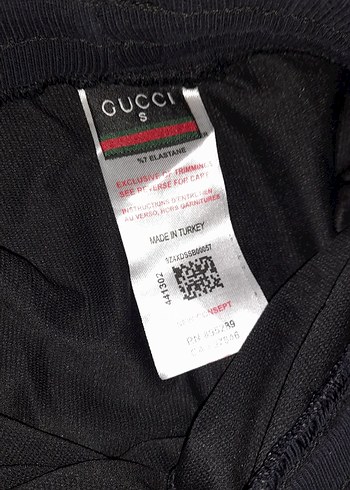 GUCCI
S
%7 ELASTANE
EXCLUSIVE OF TRIMMINGS
SEE REVERSE FOR CARE
INSTRUCTIONS D'ENTRETIEN
AU VERSO, HORS GARNITURES
MADE IN TURKEY
441302